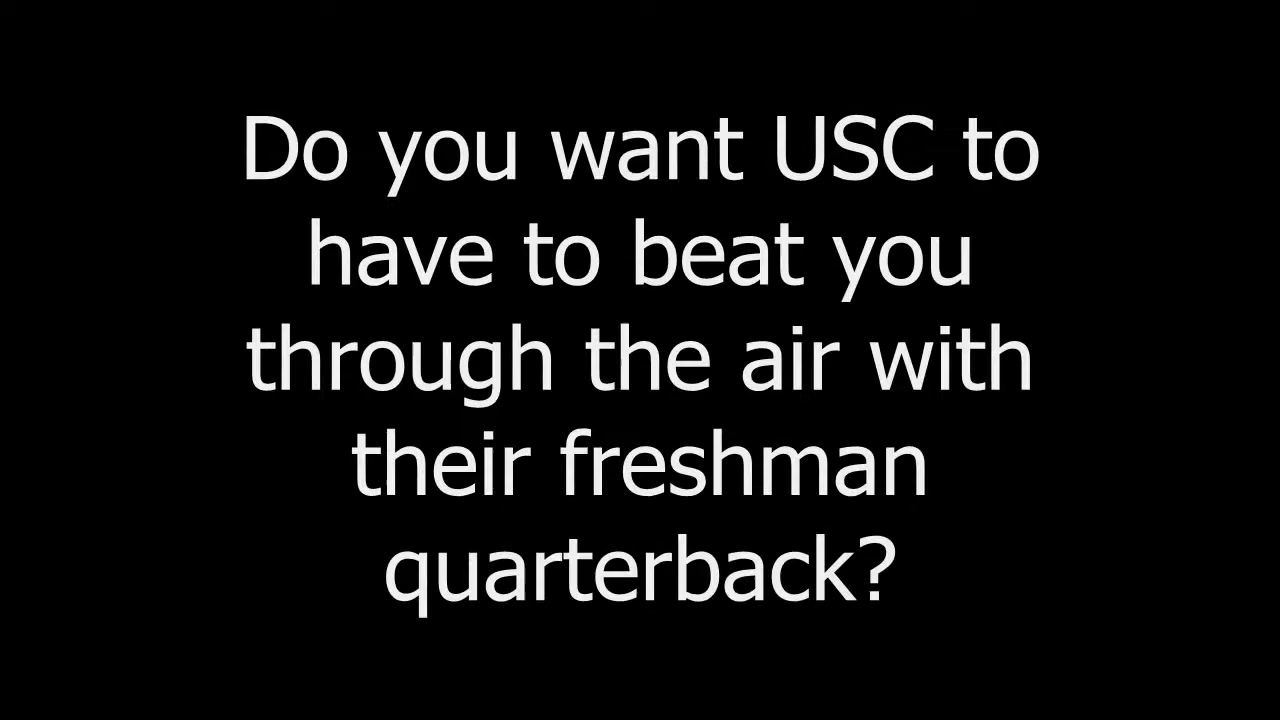 Do you want USC to
have to beat you
through the air with
their freshman
quarterback?